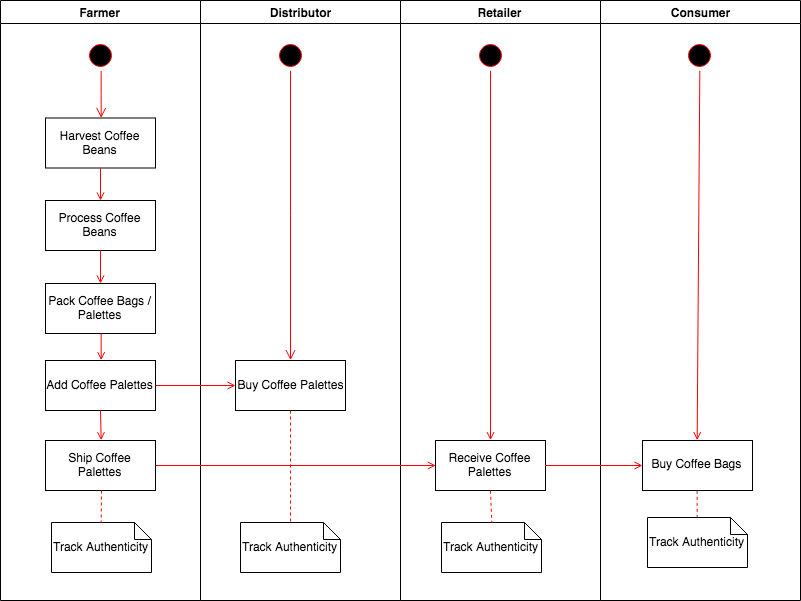 Farmer
Distributor
Retailer
Consumer
Harvest Coffee
Beans
Process Coffee
Beans
Pack Coffee Bags /
Palettes
Add Coffee Palettes
Buy Coffee Palettes
Ship Coffee
Palettes
Receive Coffee
Palettes
Buy Coffee Bags
Track Authenticity
Track Authenticity
Track Authenticity
Track Authenticity